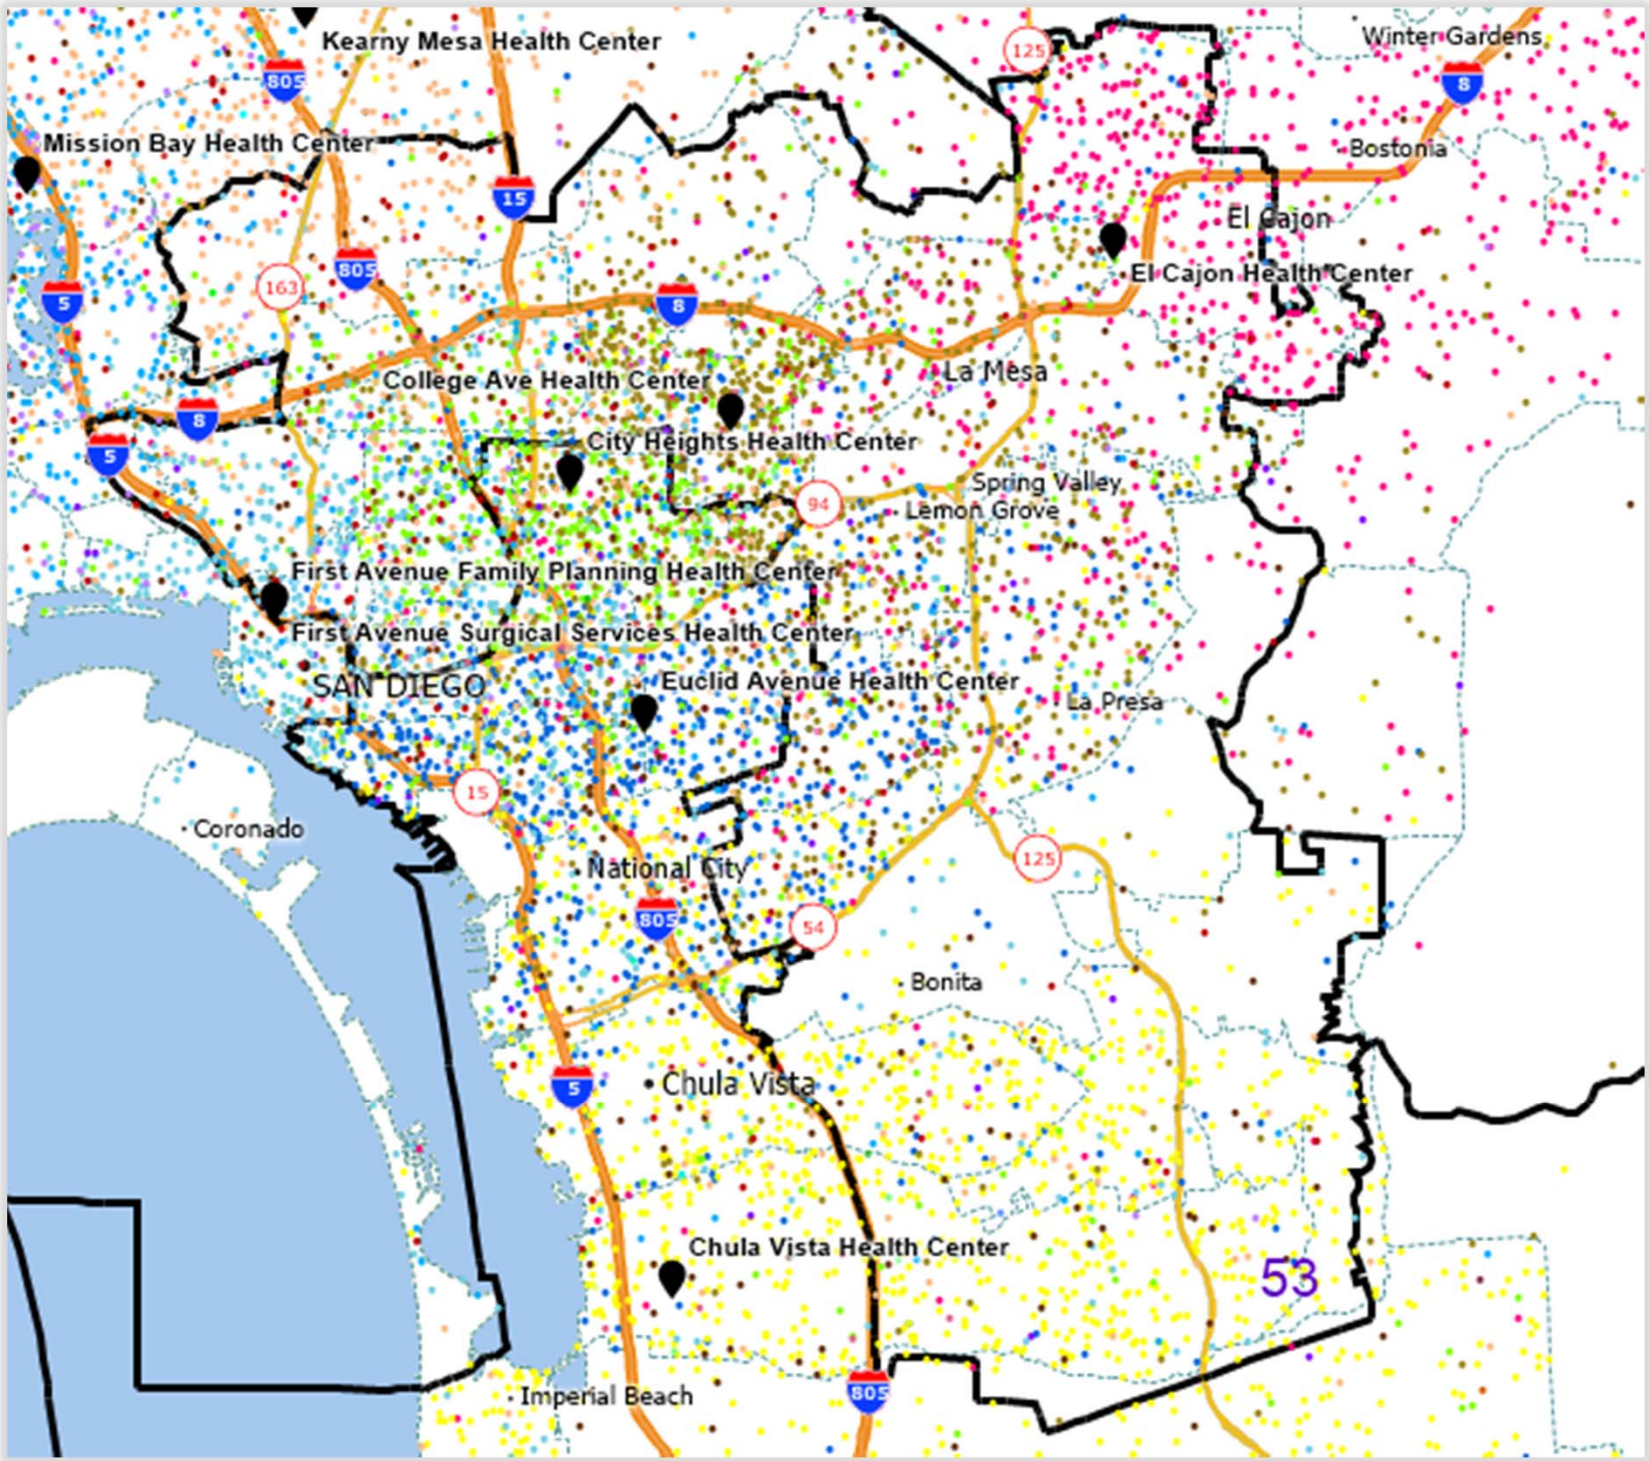 Kearny Mesa Health Center
125
Winter Gardens
805
8
Mission Bay Health Center
Bostonia
15
El Cajon
El Cajon Health Center
805
163
5
8
La Mesa
College Ave Health Center
8
City Heights Health Center
5
Spring Valley
94
Lemon Grove
First Avenue Family Planning Health Center
First Avenue Surgical Services Health Center
SAN DIEGO
Euclid Avenue Health Center
La Presa
15
Coronado
125
National City
805
54
Bonita
5
Chula Vista
Chula Vista Health Center
53
805
Imperial Beach